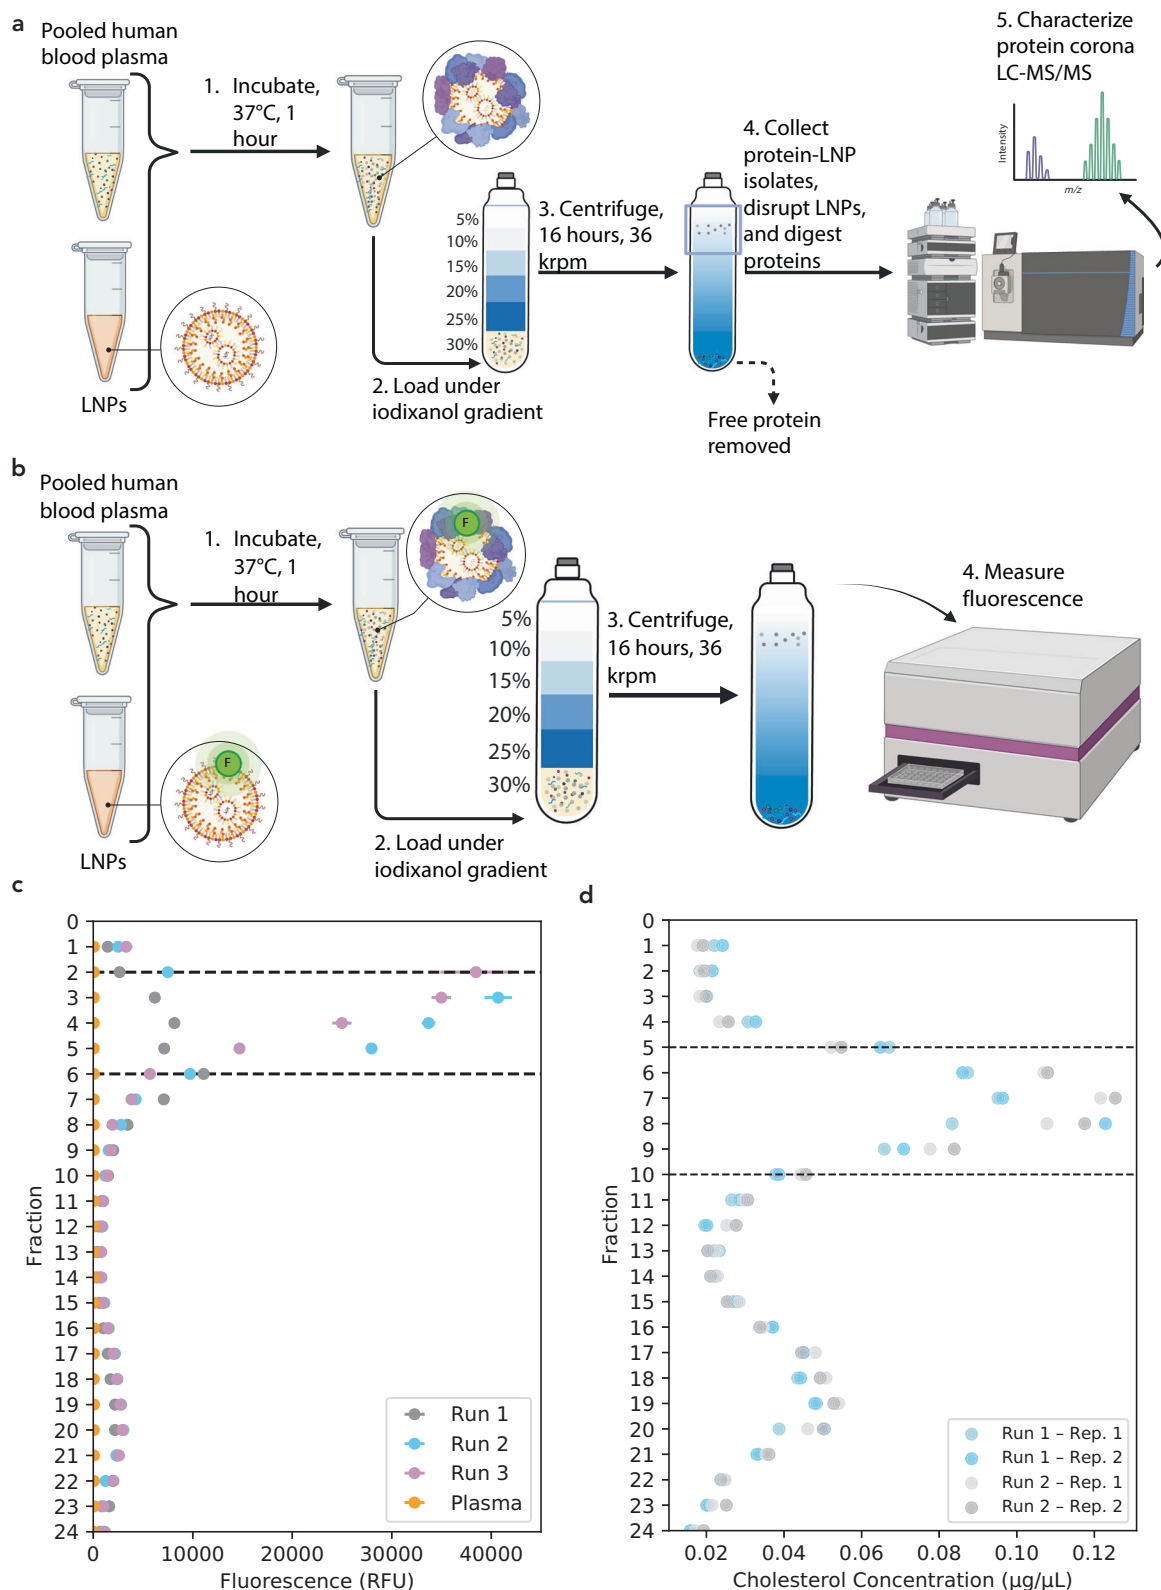 a
Pooled human
blood plasma
1. Incubate,
37°C, 1
hour
LNPs
5%
10%
15%
20%
25%
30%
2. Load under
iodixanol gradient
3. Centrifuge,
16 hours, 36
krpm
4. Collect
protein-LNP
isolates,
disrupt LNPs,
and digest
proteins
Free protein
removed
5. Characterize
protein corona
LC-MS/MS
Intensity
m/z
b
Pooled human
blood plasma
1. Incubate,
37°C, 1
hour
F
F
LNPs
5%
10%
15%
20%
25%
30%
2. Load under
iodixanol gradient
3. Centrifuge,
16 hours, 36
krpm
4. Measure
fluorescence
c
Fraction
0
1
2
3
4
5
6
7
8
9
10
11
12
13
14
15
16
17
18
19
20
21
22
23
24
Run 1
Run 2
Run 3
Plasma
0 10000 20000 30000 40000
Fluorescence (RFU)
d
Fraction
0
1
2
3
4
5
6
7
8
9
10
11
12
13
14
15
16
17
18
19
20
21
22
23
24
Run 1 – Rep. 1
Run 1 – Rep. 2
Run 2 – Rep. 1
Run 2 – Rep. 2
0.02 0.04 0.06 0.08 0.10 0.12
Cholesterol Concentration (µg/µL)